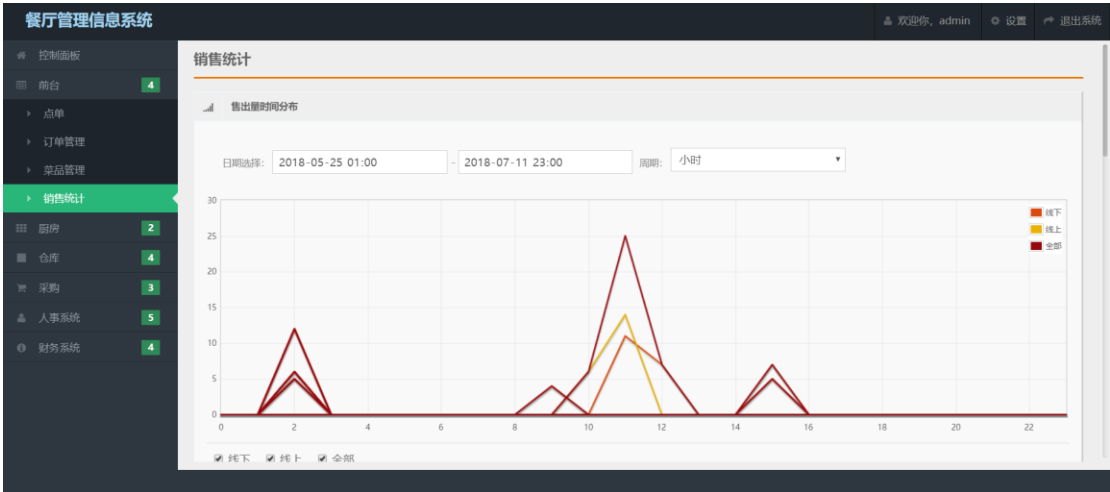 餐厅管理信息系统
欢迎你, admin 设置 退出系统
控制面板
前台 4
点单
订单管理
菜品管理
销售统计
厨房 2
仓库 4
采购 3
人事系统 5
财务系统 4
销售统计
售出量时间分布
日期选择: 2018-05-25 01:00 - 2018-07-11 23:00 周期: 小时
30
25
20
15
10
5
0
线下
线上
全部
0 2 4 6 8 10 12 14 16 18 20 22
线下 线上 全部